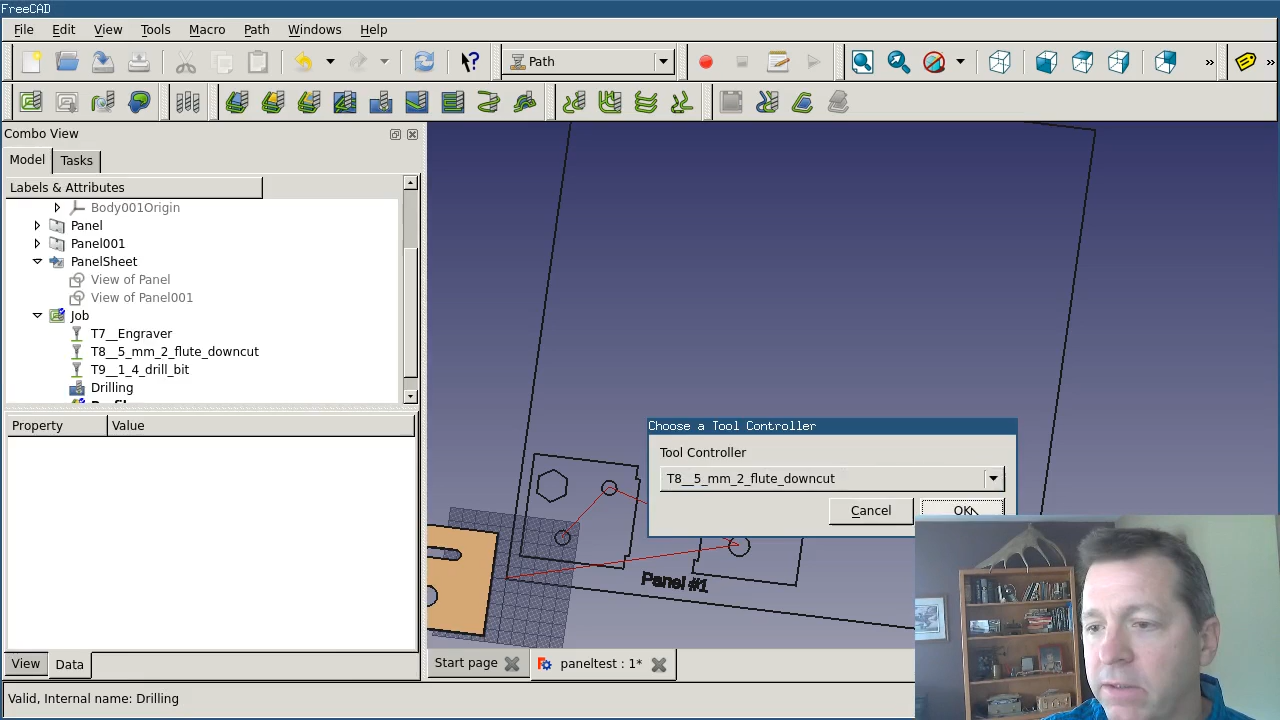 FreeCAD
File Edit View Tools Macro Path Windows Help
Path
Combo View
Model Tasks
Labels & Attributes
Body001Origin
Panel
Panel001
PanelSheet
View of Panel
View of Panel001
Job
T7__Engraver
T8__5_mm_2_flute_downcut
T9__1_4_drill_bit
Drilling
Property Value
Choose a Tool Controller
Tool Controller
T8__5_mm_2_flute_downcut
Cancel OK
Panel #1
View Data
Start page paneltest : 1*
Valid, Internal name: Drilling